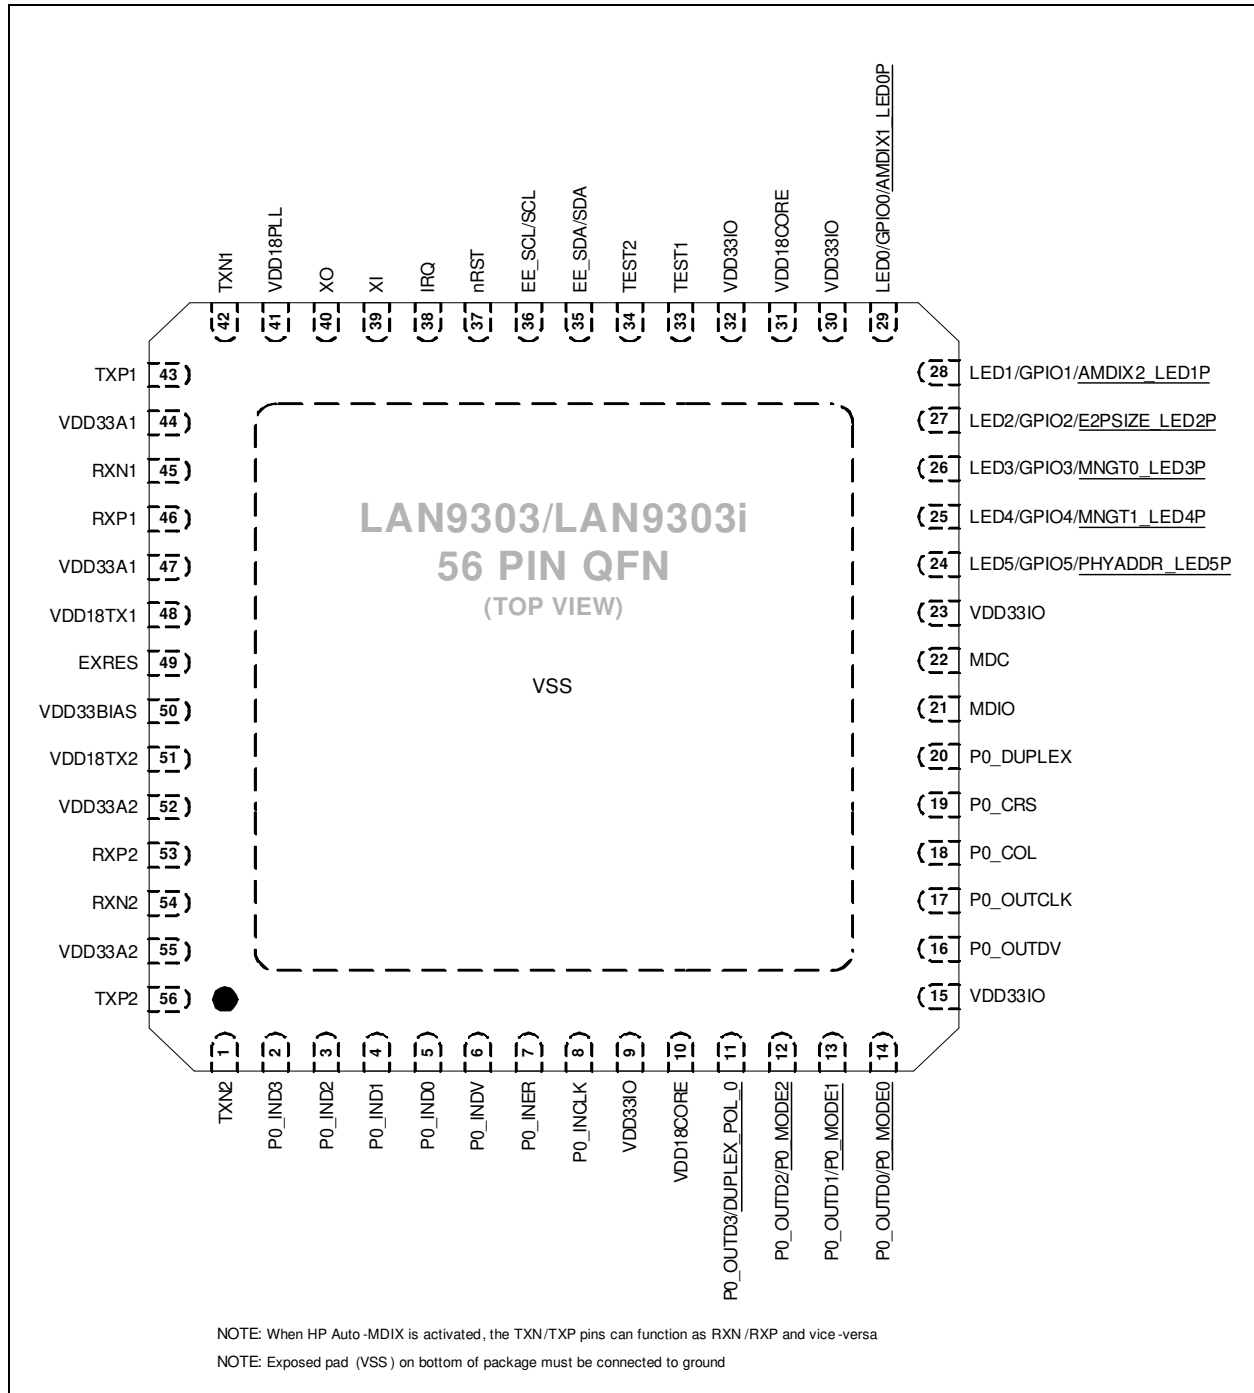 LED0/GPIO0/AMDIX1_LED0P
TXN1
VDD18PLL
XO
XI
IRQ
nRST
EE_SCL/SCL
EE_SDA/SDA
TEST2
TEST1
VDD33IO
VDD18CORE
VDD33IO
42
41
40
39
38
37
36
35
34
33
32
31
30
29
TXP1 43
VDD33A1 44
RXN1 45
RXP1 46
VDD33A1 47
VDD18TX1 48
EXRES 49
VDD33BIAS 50
VDD18TX2 51
VDD33A2 52
RXP2 53
RXN2 54
VDD33A2 55
TXP2 56
LAN9303/LAN9303i
56 PIN QFN
(TOP VIEW)
VSS
28 LED1/GPIO1/AMDIX2_LED1P
27 LED2/GPIO2/E2PSIZE_LED2P
26 LED3/GPIO3/MNGT0_LED3P
25 LED4/GPIO4/MNGT1_LED4P
24 LED5/GPIO5/PHYADDR_LED5P
23 VDD33IO
22 MDC
21 MDIO
20 P0_DUPLEX
19 P0_CRS
18 P0_COL
17 P0_OUTCLK
16 P0_OUTDV
15 VDD33IO
1
2
3
4
5
6
7
8
9
10
11
12
13
14
TXN2
P0_IND3
P0_IND2
P0_IND1
P0_IND0
P0_INDV
P0_INER
P0_INCLK
VDD33IO
VDD18CORE
P0_OUTD3/DUPLEX_POL_0
P0_OUTD2/P0_MODE2
P0_OUTD1/P0_MODE1
P0_OUTD0/P0_MODE0
NOTE: When HP Auto-MDIX is activated, the TXN/TXP pins can function as RXN/RXP and vice-versa
NOTE: Exposed pad (VSS) on bottom of package must be connected to ground